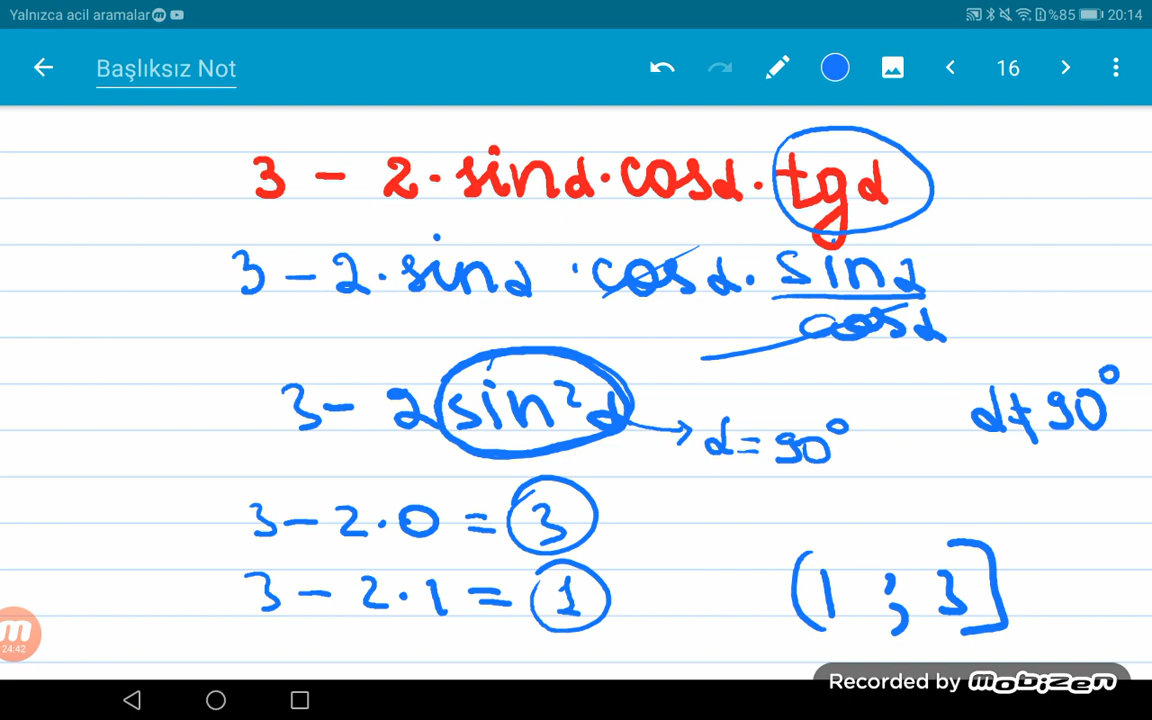 Yalnızca acil aramalar %85 20:14
Başlıksız Not 16
3 - 2·sinα·cosα·tgα
3 - 2·sinα·cosα·sinα/cosα
3 - 2sin²α → α = 90° α ≠ 90°
3 - 2·0 = 3
3 - 2·1 = 1 (1 ; 3]
24:42
Recorded by mobizen